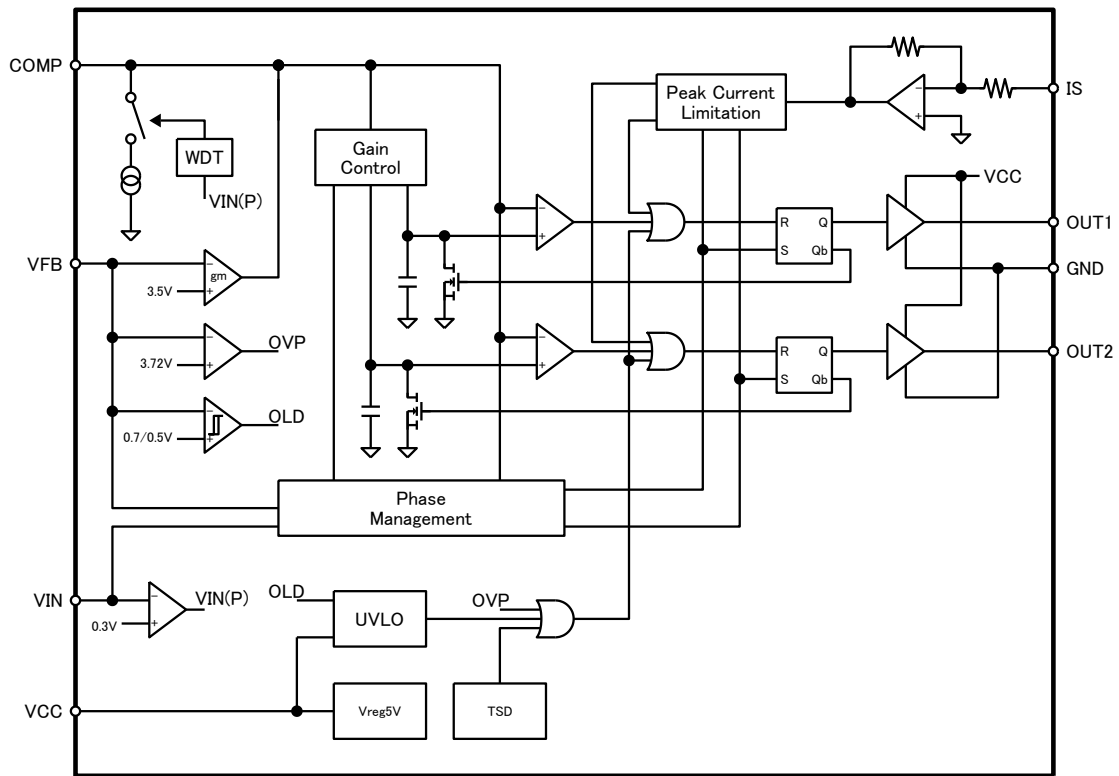 COMP
IS
Peak Current
Limitation
−
+
WDT
VIN(P)
Gain
Control
VCC
−
+
R
Q
S
Qb
OUT1
GND
VFB
−
gm
+
3.5V
−
+
3.72V
OVP
−
+
R
Q
S
Qb
OUT2
−
+
0.7/0.5V
OLD
Phase
Management
VIN
−
+
0.3V
VIN(P)
OLD
UVLO
OVP
VCC
Vreg5V
TSD